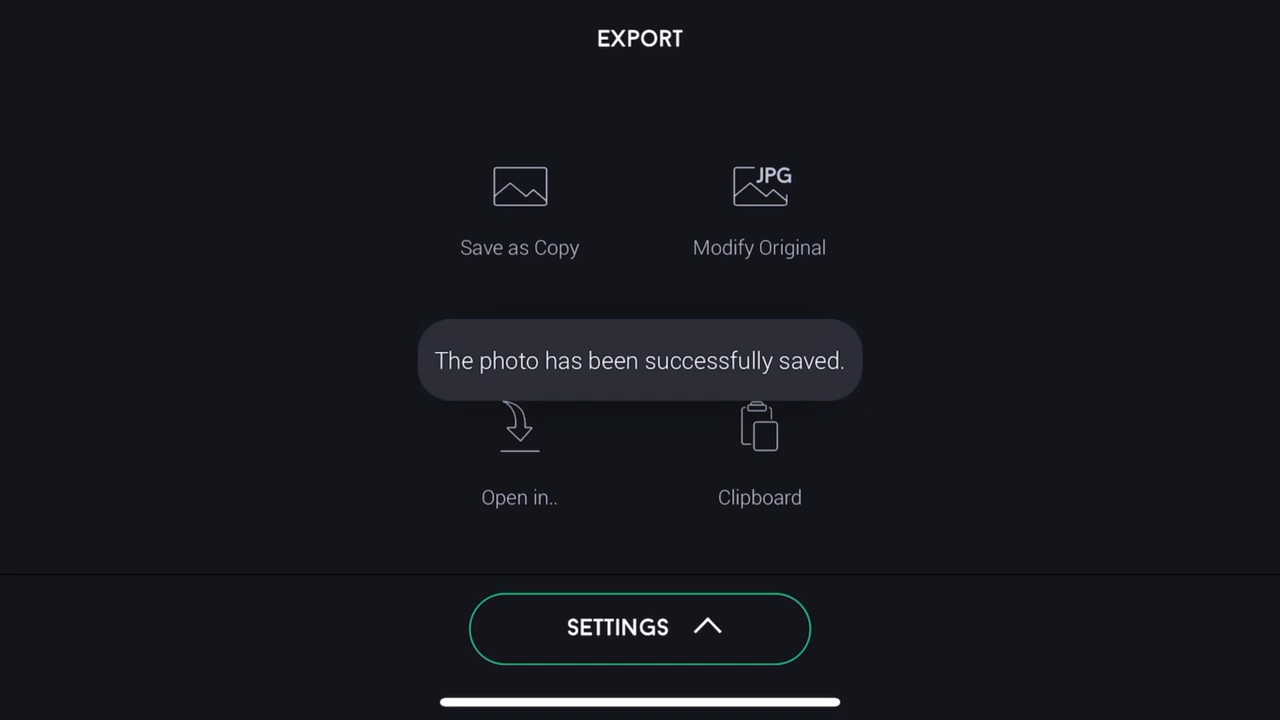 EXPORT
JPG
Save as Copy
Modify Original
The photo has been successfully saved.
Open in..
Clipboard
SETTINGS